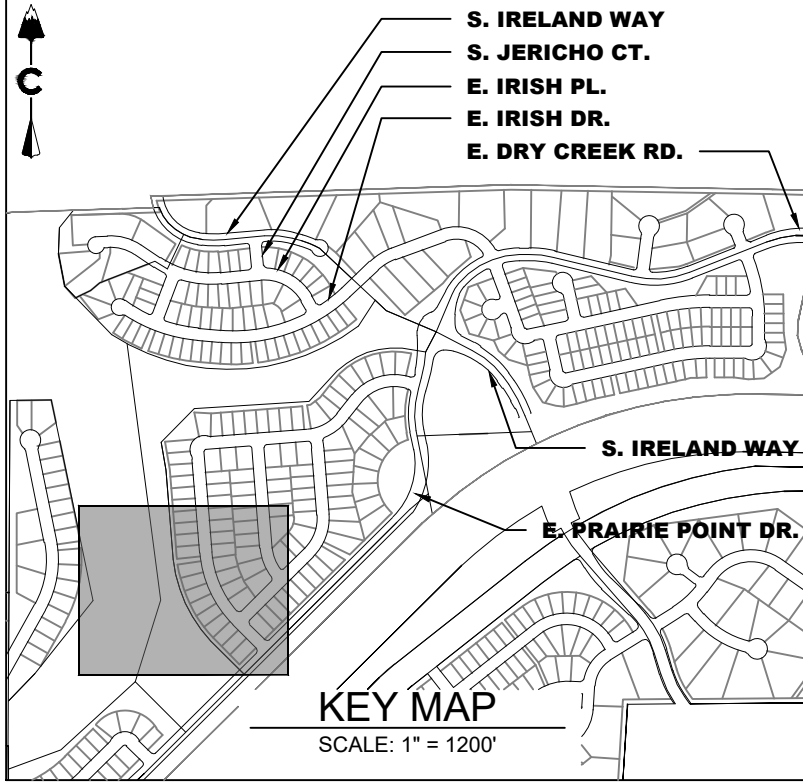 S. IRELAND WAY
S. JERICHO CT.
E. IRISH PL.
E. IRISH DR.
E. DRY CREEK RD.
C
S. IRELAND WAY
E. PRAIRIE POINT DR.
KEY MAP
SCALE: 1" = 1200'